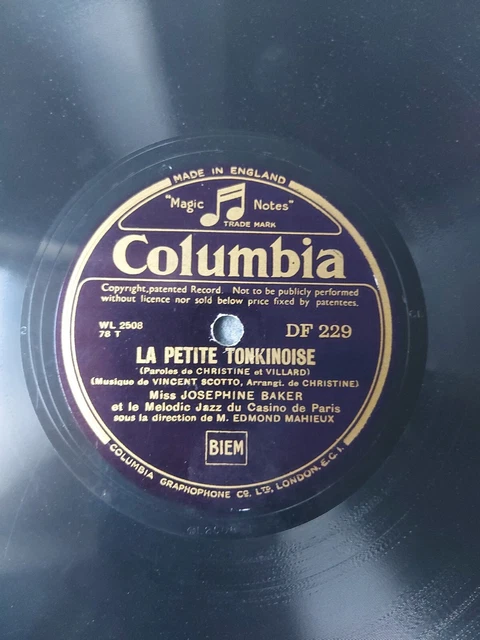 MADE IN ENGLAND
"Magic Notes"
TRADE MARK
Columbia
Copyright, patented Record. Not to be publicly performed
without licence nor sold below price fixed by patentees.
WL 2508
78 T
DF 229
LA PETITE TONKINOISE
(Paroles de CHRISTINE et VILLARD)
(Musique de VINCENT SCOTTO, Arrangt. de CHRISTINE)
Miss JOSEPHINE BAKER
et le Melodic Jazz du Casino de Paris
sous la direction de M. EDMOND MAHIEUX
BIEM
COLUMBIA GRAPHOPHONE CO. LTD. LONDON, E.C.1.